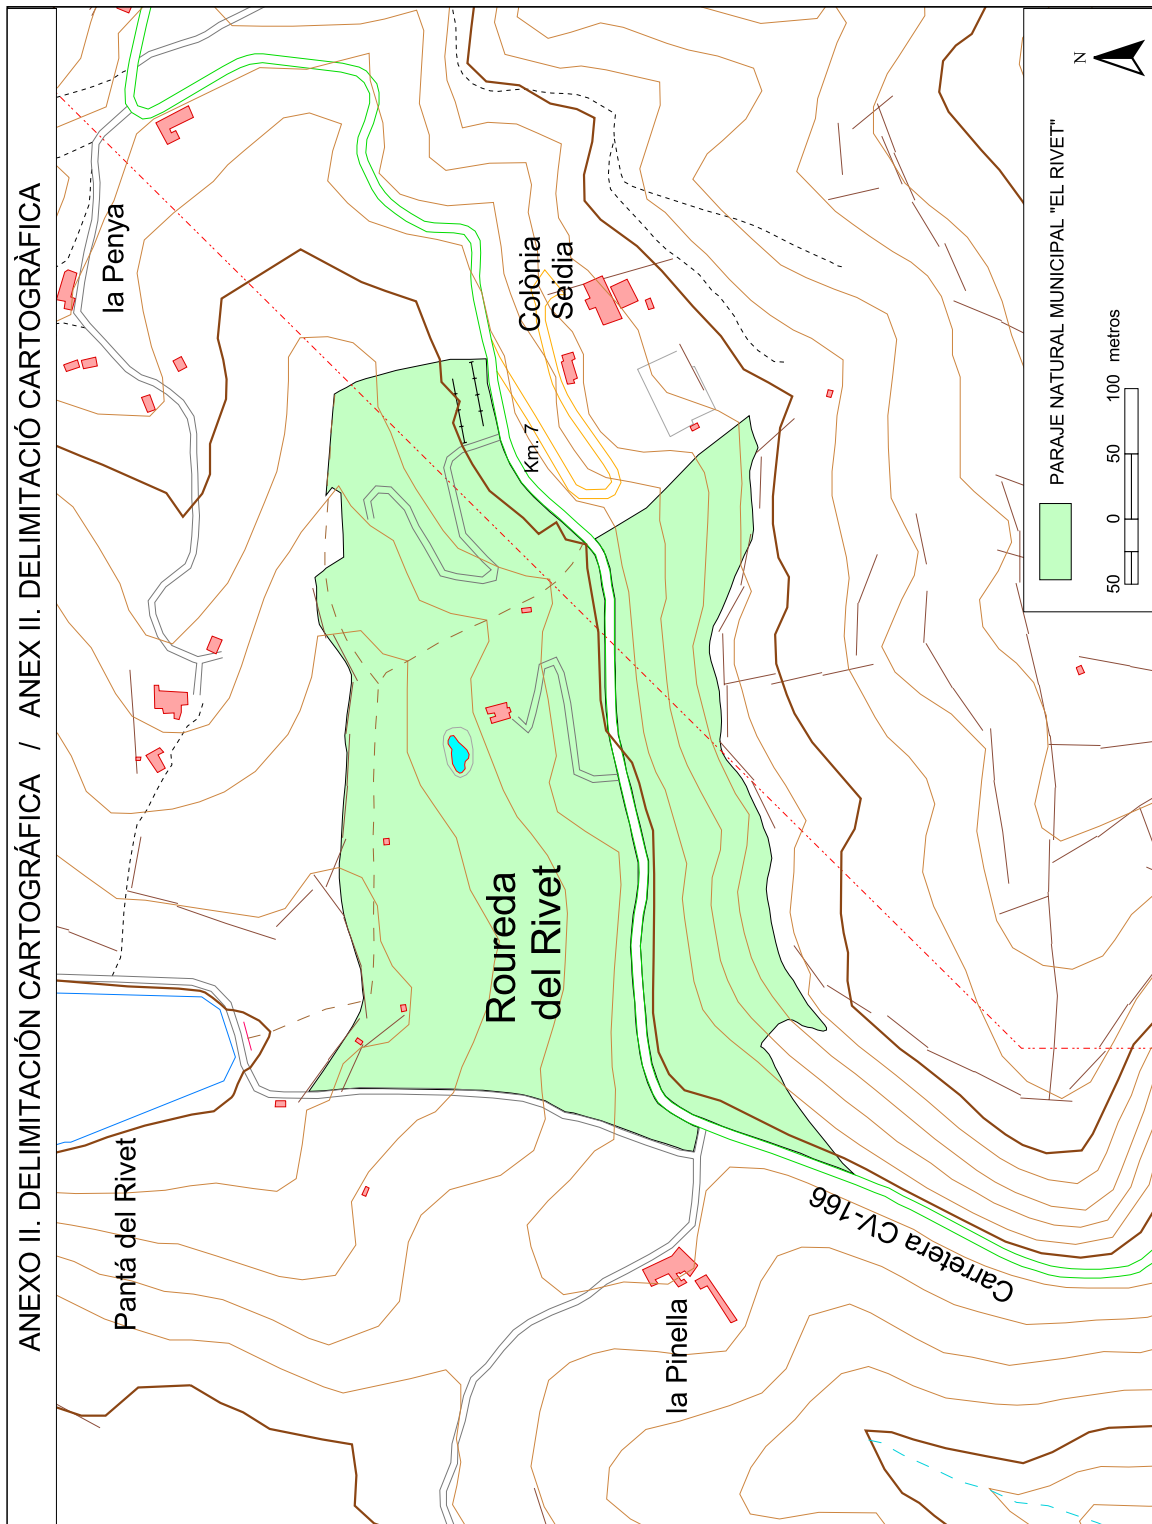 ANEXO II. DELIMITACIÓN CARTOGRÁFICA / ANEX II. DELIMITACIÓ CARTOGRÀFICA
Pantá del Rivet
la Penya
Colònia
Seidia
Km. 7
Roureda
del Rivet
la Pinella
Carretera CV-166
N
PARAJE NATURAL MUNICIPAL "EL RIVET"
50 0 50 100 metros